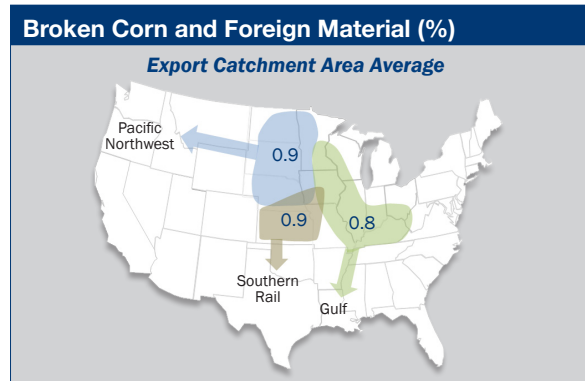 Broken Corn and Foreign Material (%)
Export Catchment Area Average
Pacific
Northwest
0.9
0.9
0.8
Southern
Rail
Gulf